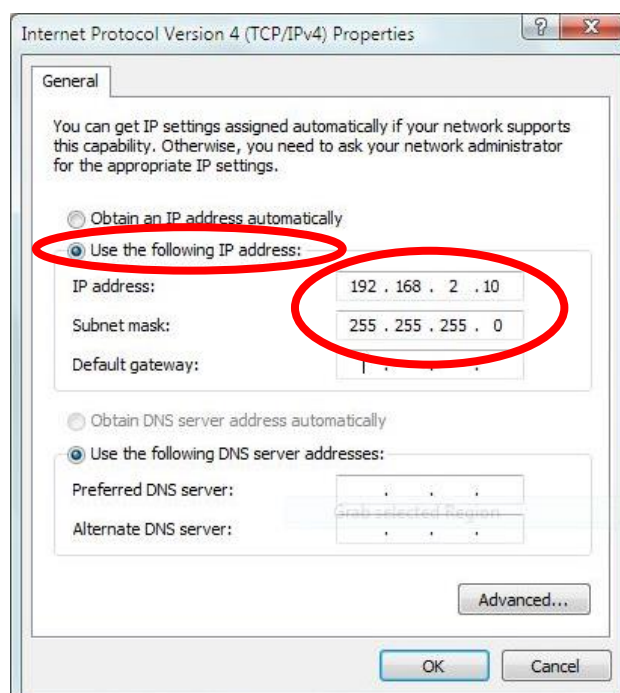 Internet Protocol Version 4 (TCP/IPv4) Properties
? X
General
You can get IP settings assigned automatically if your network supports
this capability. Otherwise, you need to ask your network administrator
for the appropriate IP settings.
Obtain an IP address automatically
Use the following IP address:
IP address: 192 . 168 . 2 . 10
Subnet mask: 255 . 255 . 255 . 0
Default gateway: . . .
Obtain DNS server address automatically
Use the following DNS server addresses:
Preferred DNS server: . . .
Grab selected Region
Alternate DNS server: . . .
Advanced...
OK Cancel